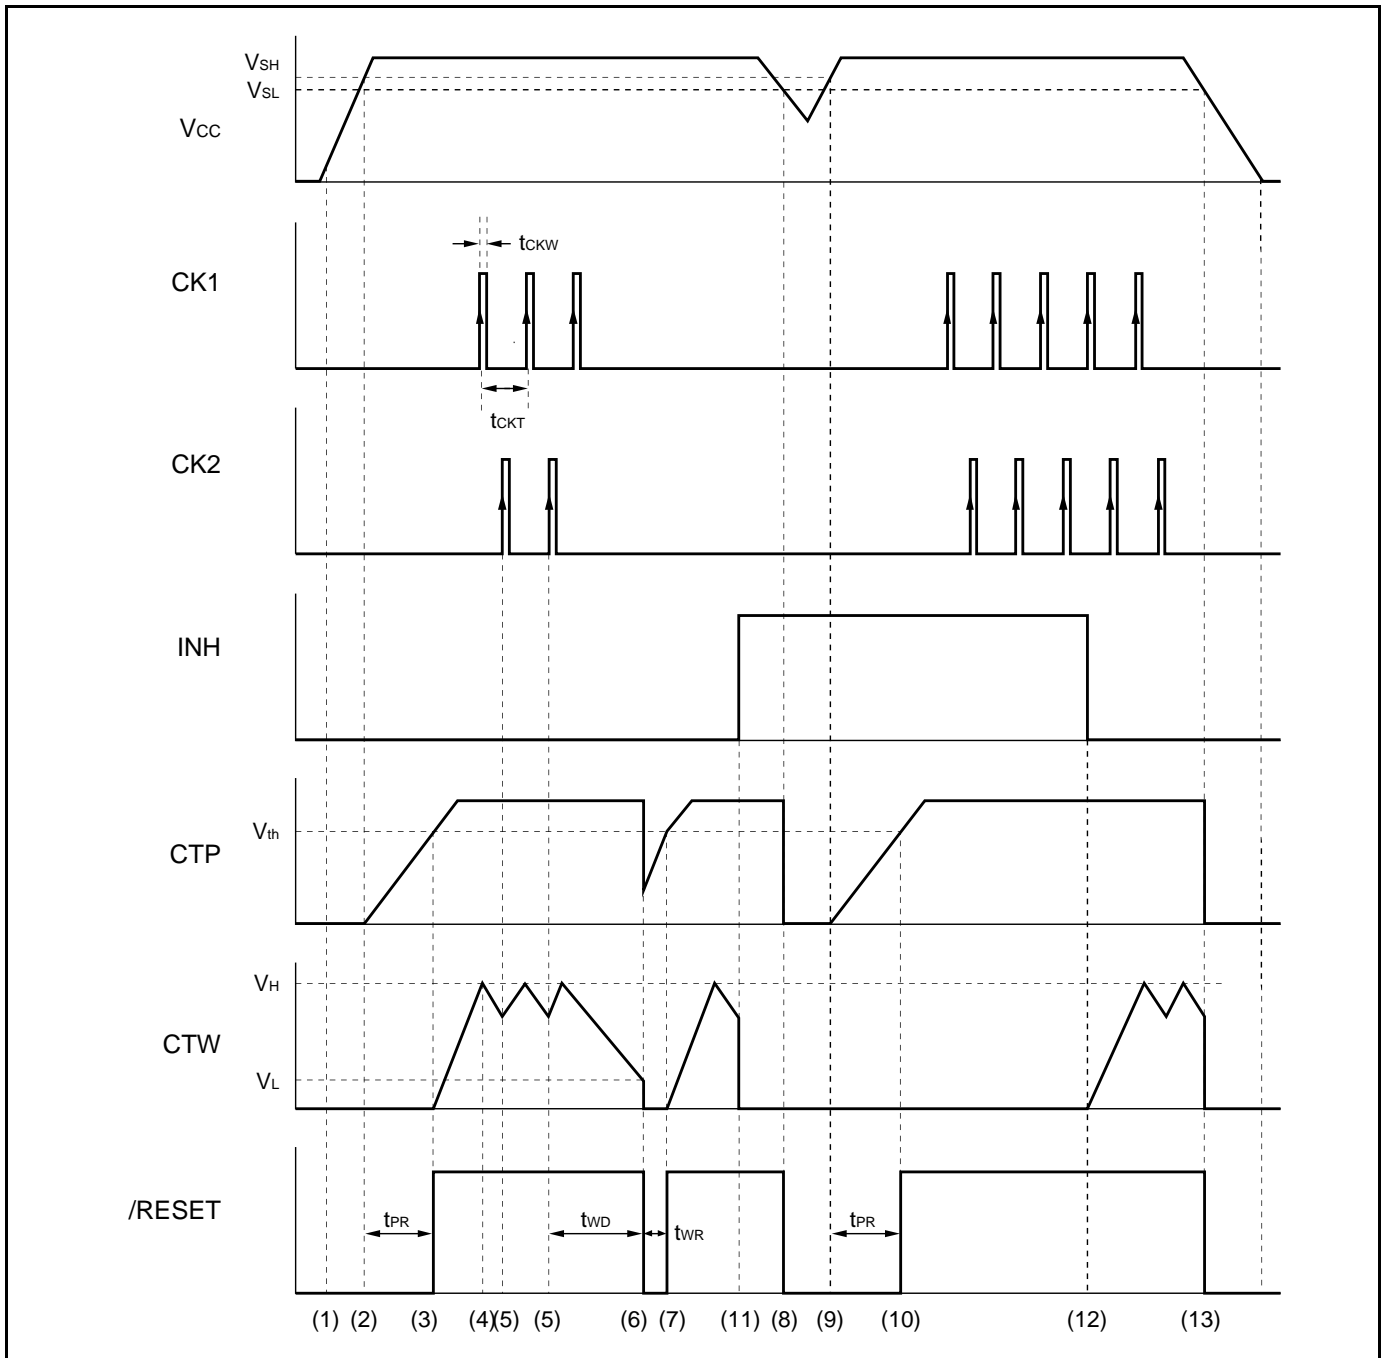 VSH
VSL
VCC
tCKW
CK1
tCKT
CK2
INH
Vth
CTP
VH
CTW
VL
/RESET
tPR
tWD
tWR
tPR
(1) (2) (3) (4) (5) (5) (6) (7) (11) (8) (9) (10) (12) (13)